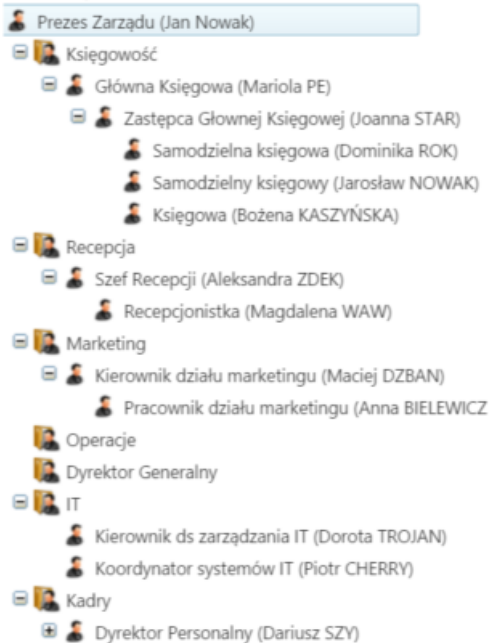 Prezes Zarządu (Jan Nowak)
Księgowość
Główna Księgowa (Mariola PE)
Zastępca Głownej Księgowej (Joanna STAR)
Samodzielna księgowa (Dominika ROK)
Samodzielny księgowy (Jarosław NOWAK)
Księgowa (Bożena KASZYŃSKA)
Recepcja
Szef Recepcji (Aleksandra ZDEK)
Recepcjonistka (Magdalena WAW)
Marketing
Kierownik działu marketingu (Maciej DZBAN)
Pracownik działu marketingu (Anna BIELEWICZ
Operacje
Dyrektor Generalny
IT
Kierownik ds zarządzania IT (Dorota TROJAN)
Koordynator systemów IT (Piotr CHERRY)
Kadry
Dyrektor Personalny (Dariusz SZY)